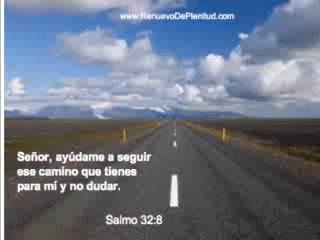 www.RenuevoDePlenitud.com
Señor, ayúdame a seguir
ese camino que tienes
para mí y no dudar.
Salmo 32:8